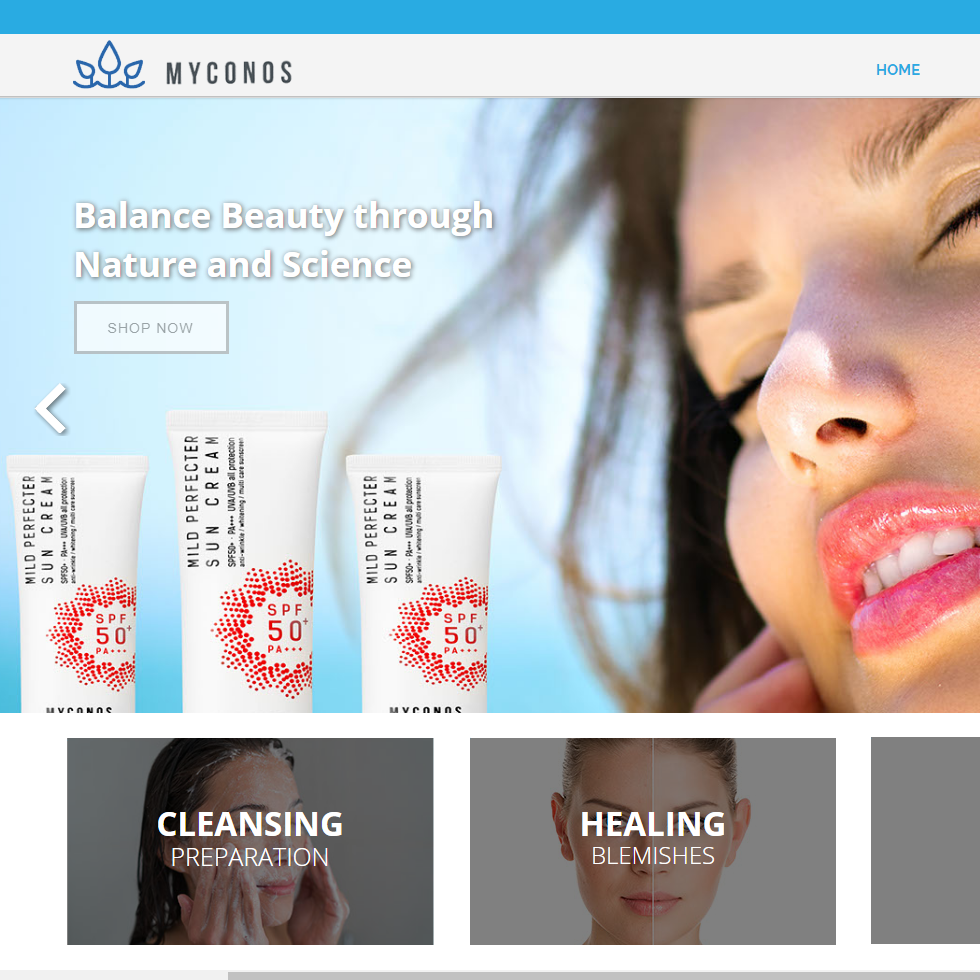 MYCONOS
HOME
Balance Beauty through
Nature and Science
SHOP NOW
MILD PERFECTER
SUN CREAM
SPF50+ PA+++ UVA/UVB all protection
anti-wrinkle / whitening / multi care sunscreen
SPF
50+
PA+++
MYCONOS
MILD PERFECTER
SUN CREAM
SPF50+ · PA+++ UVA/UVB all protection
anti-wrinkle / whitening / multi care sunscreen
SPF
50+
PA+++
MILD PERFECTER
SUN CREAM
SPF50+ PA+++ UVA/UVB all protection
anti-wrinkle / whitening / multi care sunscreen
SPF
50+
PA+++
MYCONOS
CLEANSING
PREPARATION
HEALING
BLEMISHES